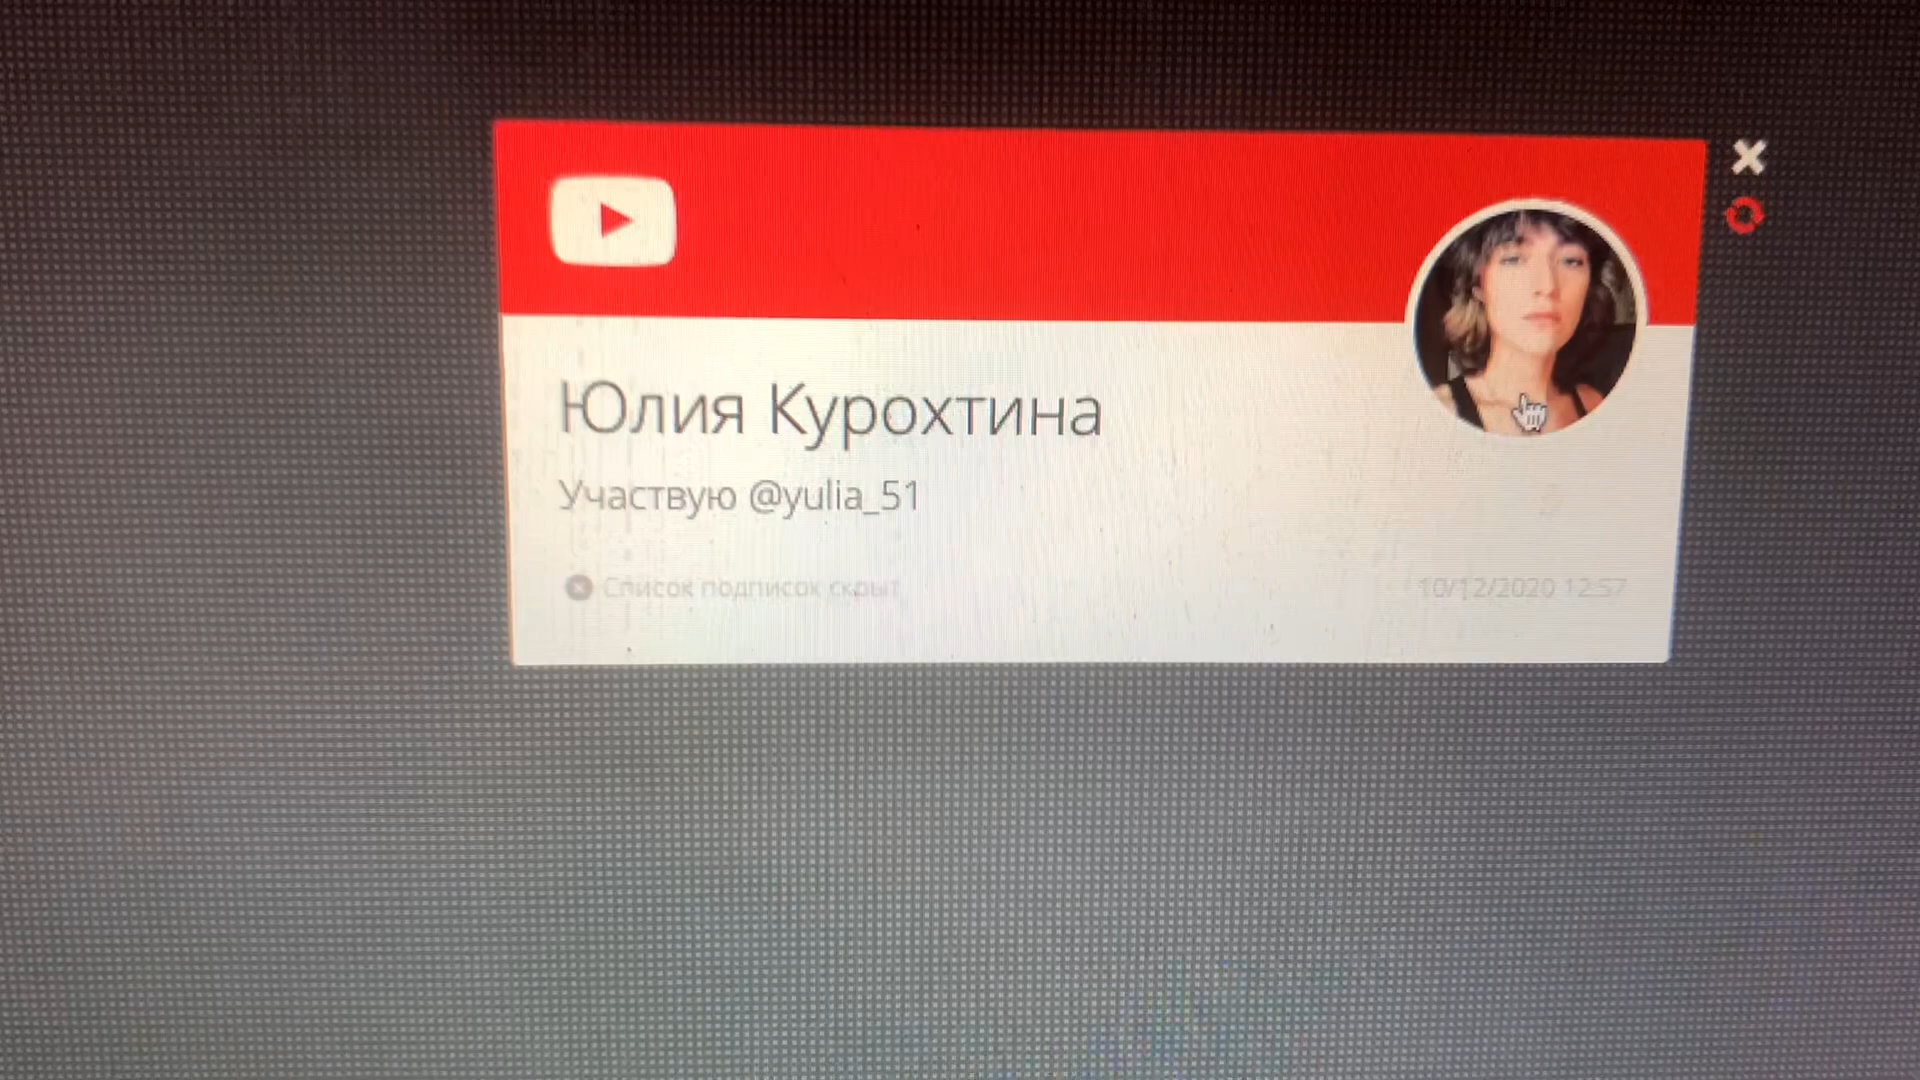 Юлия Курохтина
Участвую @yulia_51
Список подписок скрыт
10/12/2020 12:57